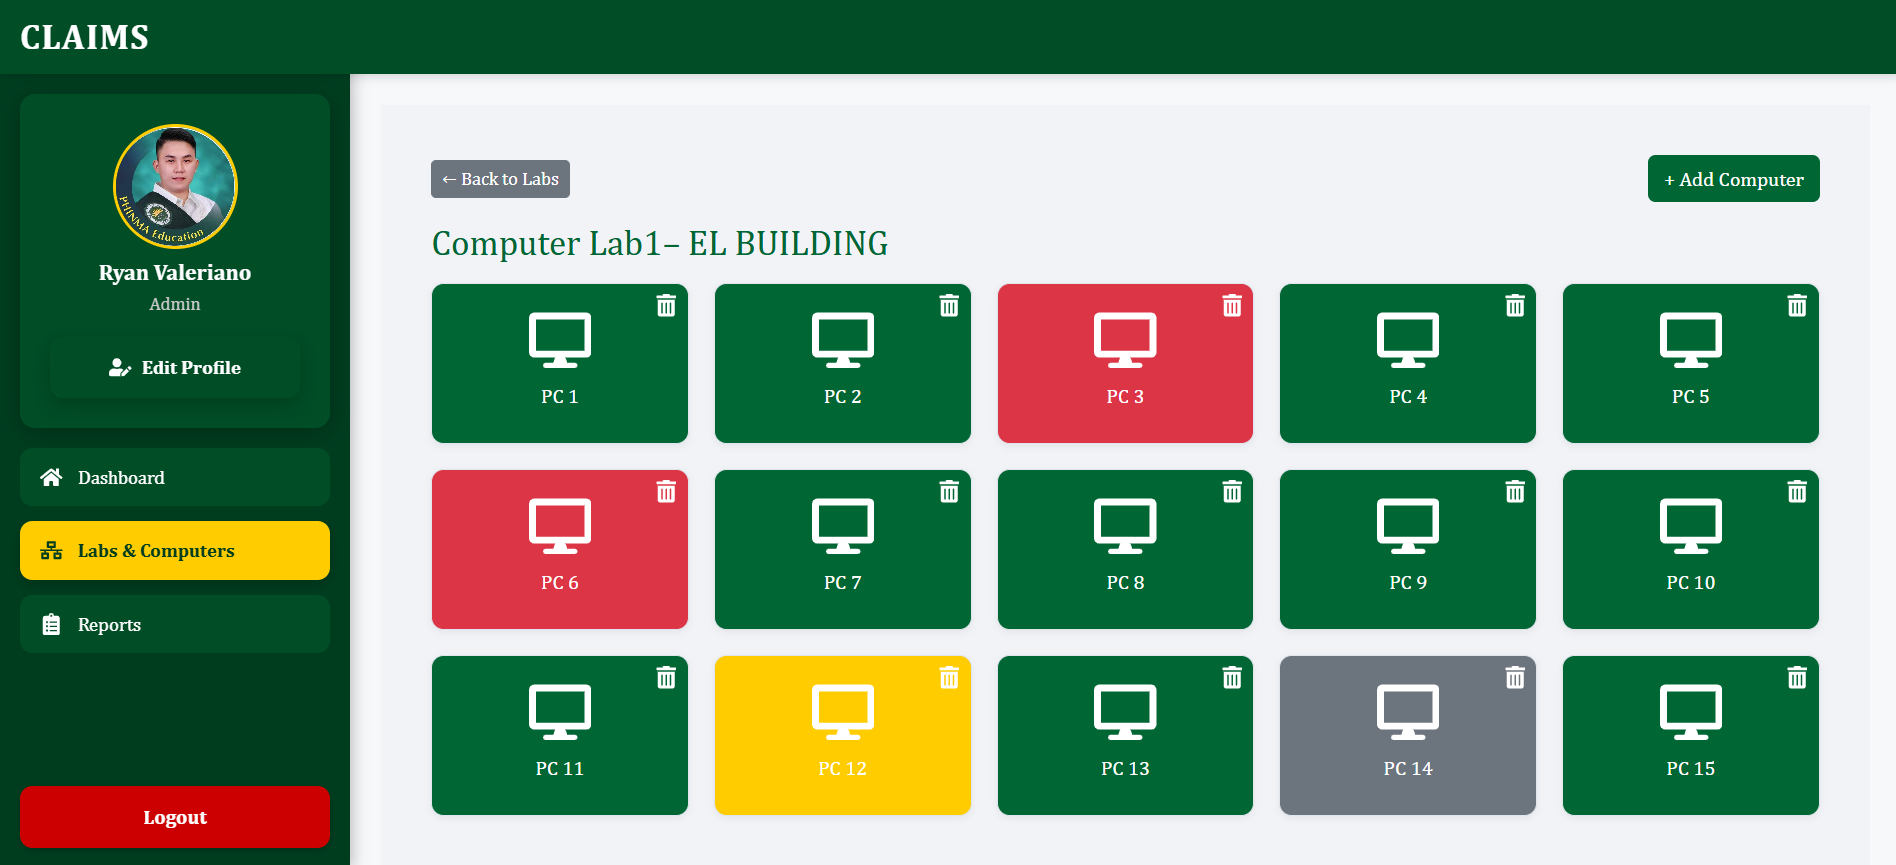 CLAIMS
PHINMA Education
Ryan Valeriano
Admin
Edit Profile
Dashboard
Labs & Computers
Reports
Logout
← Back to Labs
+ Add Computer
Computer Lab1– EL BUILDING
PC 1
PC 2
PC 3
PC 4
PC 5
PC 6
PC 7
PC 8
PC 9
PC 10
PC 11
PC 12
PC 13
PC 14
PC 15